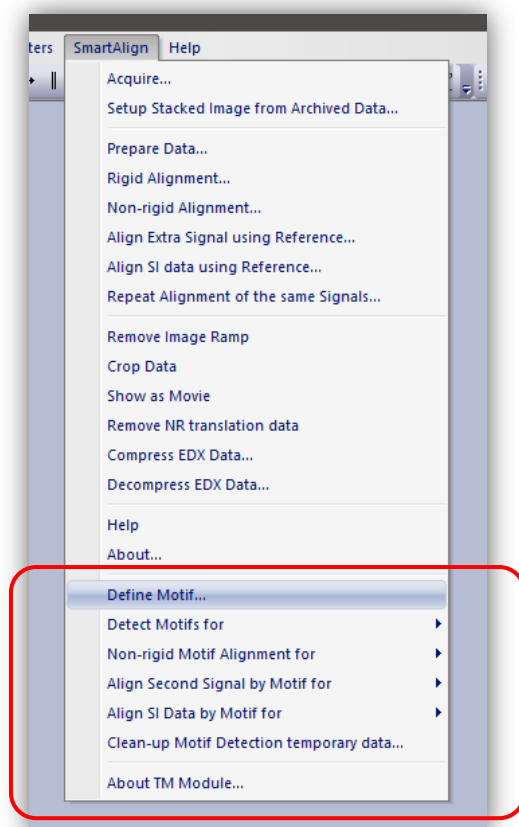 ters SmartAlign Help
Acquire...
Setup Stacked Image from Archived Data...
Prepare Data...
Rigid Alignment...
Non-rigid Alignment...
Align Extra Signal using Reference...
Align SI data using Reference...
Repeat Alignment of the same Signals...
Remove Image Ramp
Crop Data
Show as Movie
Remove NR translation data
Compress EDX Data...
Decompress EDX Data...
Help
About...
Define Motif...
Detect Motifs for
Non-rigid Motif Alignment for
Align Second Signal by Motif for
Align SI Data by Motif for
Clean-up Motif Detection temporary data...
About TM Module...